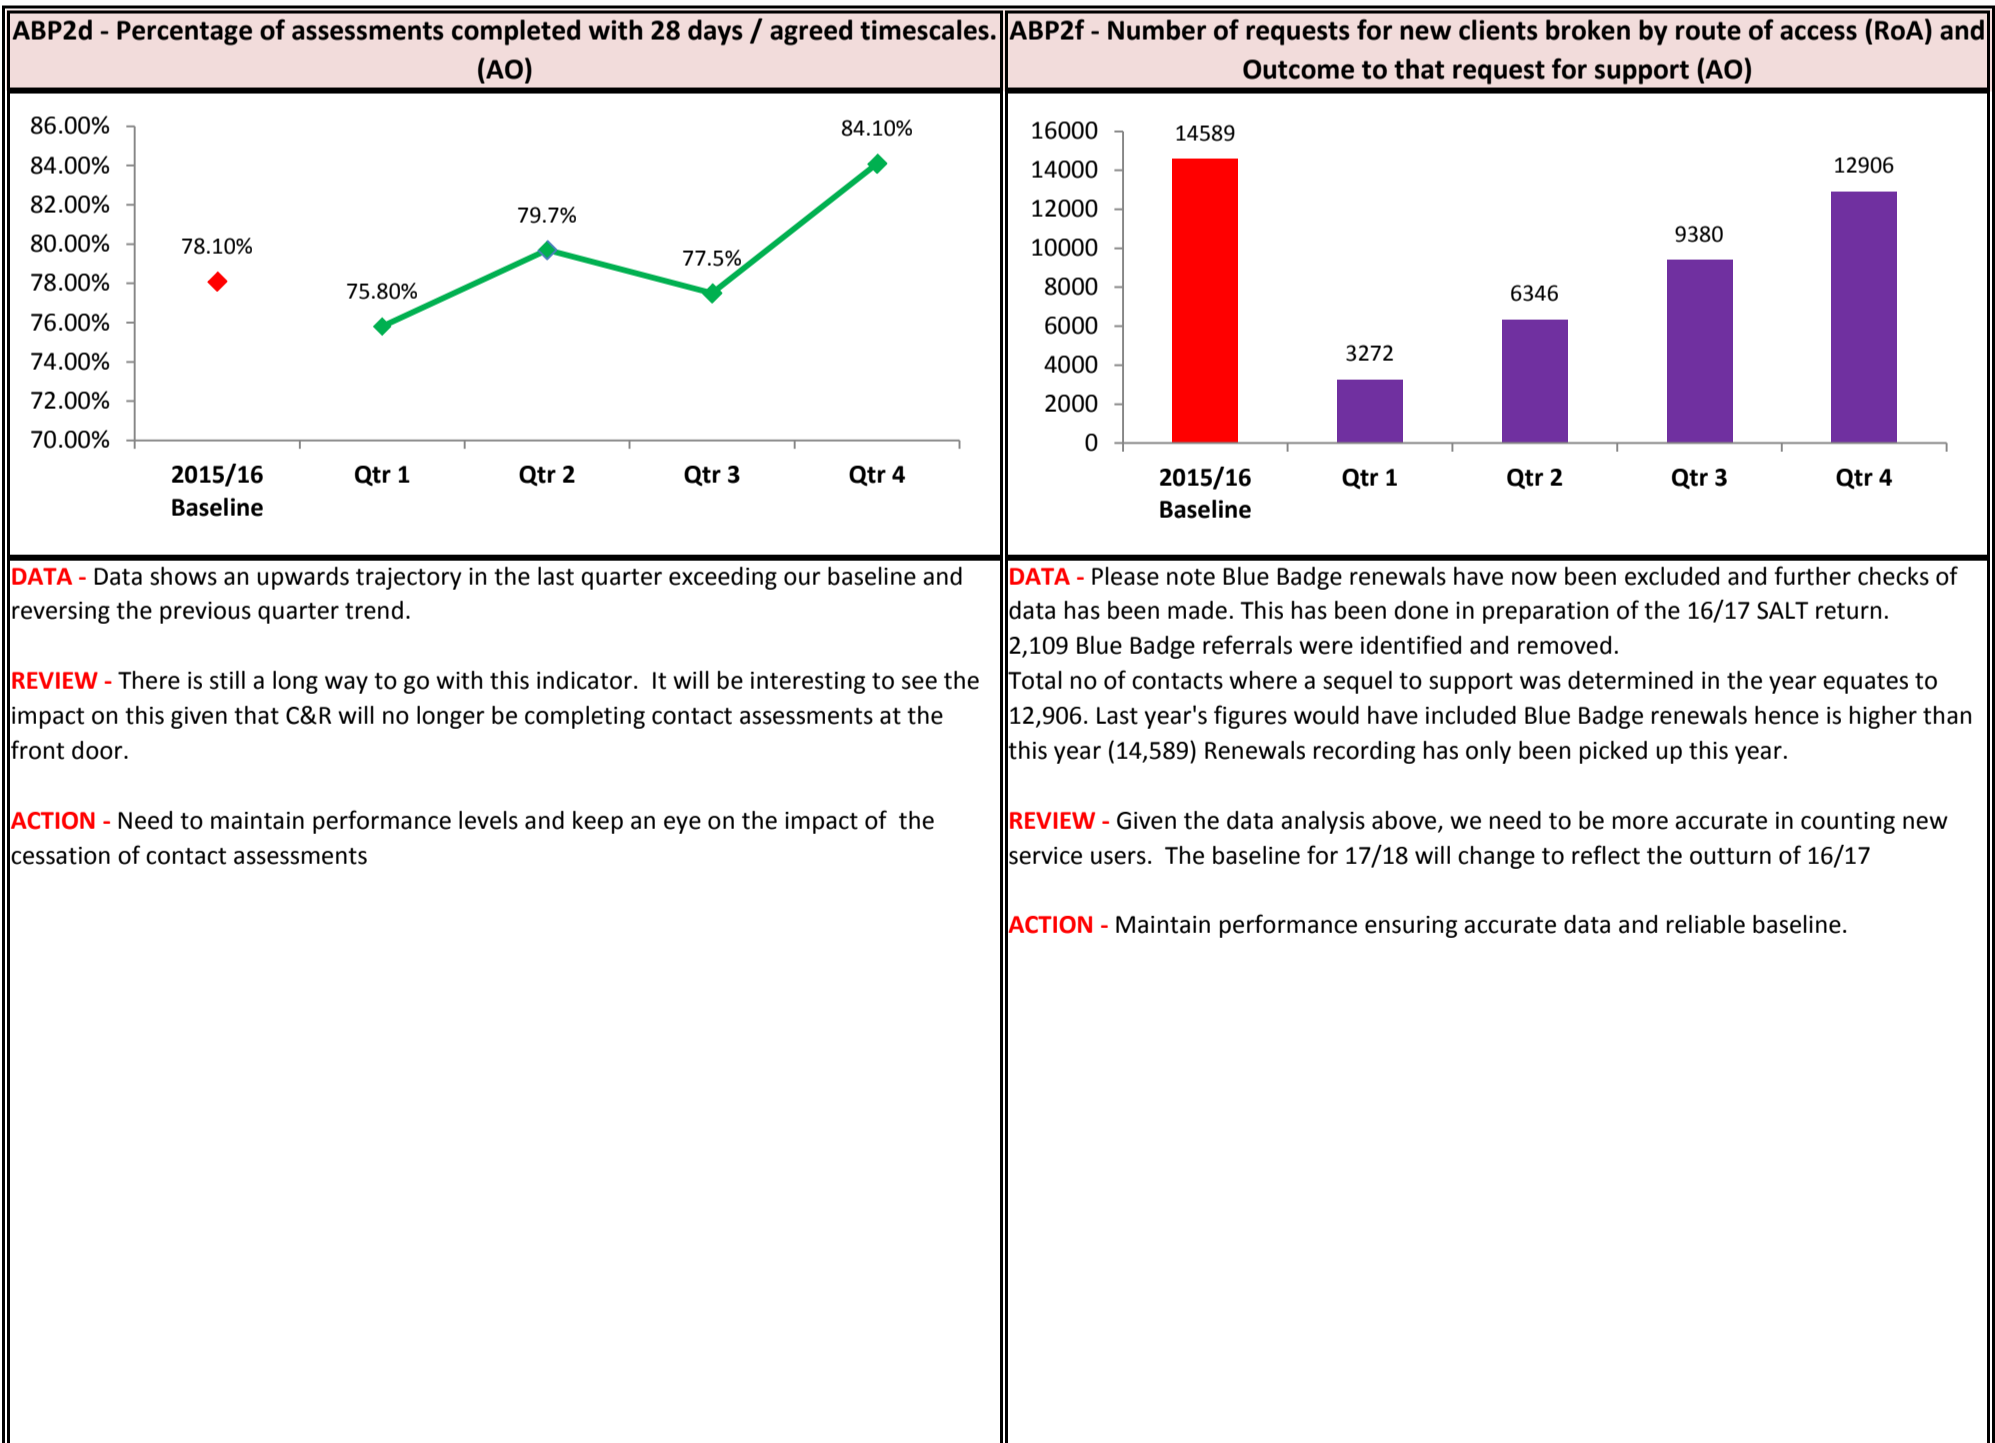 ABP2d - Percentage of assessments completed with 28 days / agreed timescales.
(AO)
86.00%
84.00%
82.00%
80.00%
78.00%
76.00%
74.00%
72.00%
70.00%
78.10%
75.80%
79.7%
77.5%
84.10%
2015/16
Baseline
Qtr 1
Qtr 2
Qtr 3
Qtr 4
DATA - Data shows an upwards trajectory in the last quarter exceeding our baseline and
reversing the previous quarter trend.
REVIEW - There is still a long way to go with this indicator.  It will be interesting to see the
impact on this given that C&R will no longer be completing contact assessments at the
front door.
ACTION - Need to maintain performance levels and keep an eye on the impact of  the
cessation of contact assessments
ABP2f - Number of requests for new clients broken by route of access (RoA) and
Outcome to that request for support (AO)
16000
14000
12000
10000
8000
6000
4000
2000
0
14589
3272
6346
9380
12906
2015/16
Baseline
Qtr 1
Qtr 2
Qtr 3
Qtr 4
DATA - Please note Blue Badge renewals have now been excluded and further checks of
data has been made. This has been done in preparation of the 16/17 SALT return.
2,109 Blue Badge referrals were identified and removed.
Total no of contacts where a sequel to support was determined in the year equates to
12,906. Last year's figures would have included Blue Badge renewals hence is higher than
this year (14,589) Renewals recording has only been picked up this year.
REVIEW - Given the data analysis above, we need to be more accurate in counting new
service users.  The baseline for 17/18 will change to reflect the outturn of 16/17
ACTION - Maintain performance ensuring accurate data and reliable baseline.